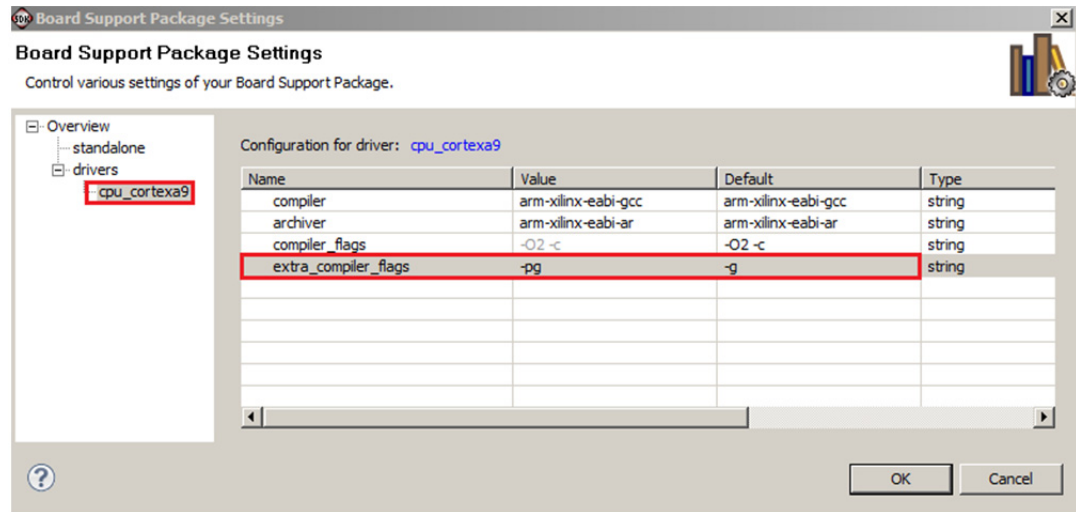 SDK Board Support Package Settings
Board Support Package Settings
Control various settings of your Board Support Package.
Overview
standalone
drivers
cpu_cortexa9
Configuration for driver: cpu_cortexa9
Name Value Default Type
compiler arm-xilinx-eabi-gcc arm-xilinx-eabi-gcc string
archiver arm-xilinx-eabi-ar arm-xilinx-eabi-ar string
compiler_flags -O2 -c -O2 -c string
extra_compiler_flags -pg -g string
?
OK Cancel